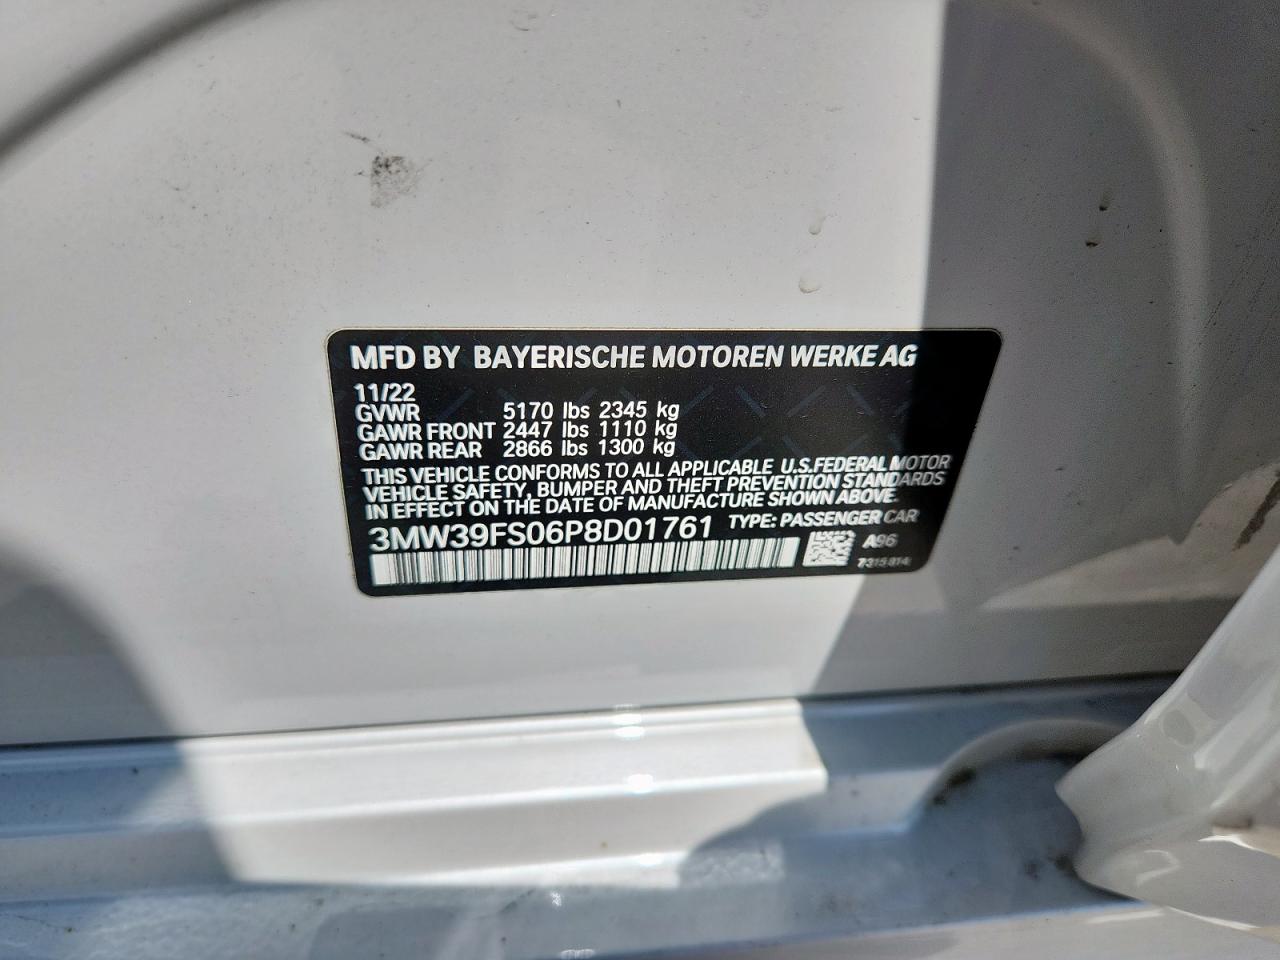 MFD BY BAYERISCHE MOTOREN WERKE AG
11/22
GVWR 5170 lbs 2345 kg
GAWR FRONT 2447 lbs 1110 kg
GAWR REAR 2866 lbs 1300 kg
THIS VEHICLE CONFORMS TO ALL APPLICABLE U.S.FEDERAL MOTOR
VEHICLE SAFETY, BUMPER AND THEFT PREVENTION STANDARDS
IN EFFECT ON THE DATE OF MANUFACTURE SHOWN ABOVE.
3MW39FS06P8D01761 TYPE: PASSENGER CAR
A96